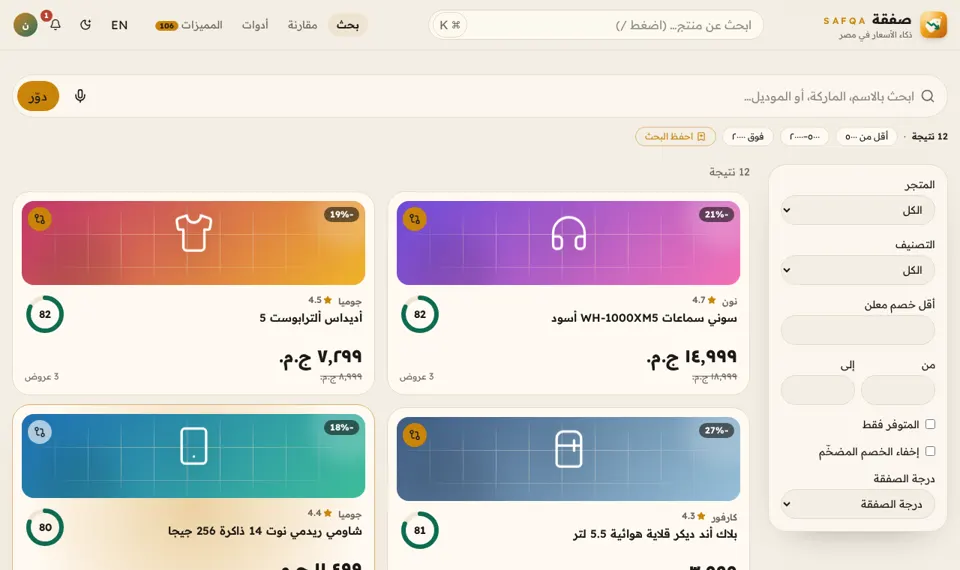 صفقة SAFQA
ذكاء الأسعار في مصر
ابحث عن منتج... (اضغط /)
⌘ K
بحث
مقارنة
أدوات
المميزات 106
EN
1
ن
ابحث بالاسم، الماركة، أو الموديل...
دوّر
12 نتيجة · أقل من ٥٠٠٠ ٥٠٠٠–٢٠٠٠٠ فوق ٢٠٠٠٠ احفظ البحث
المتجر
الكل
التصنيف
الكل
أقل خصم معلن
من إلى
المتوفر فقط
إخفاء الخصم المضخّم
درجة الصفقة
درجة الصفقة
12 نتيجة
-21%
نون 4.7
سوني سماعات WH-1000XM5 أسود
82
١٤,٩٩٩ ج.م.
١٨,٩٩٩ ج.م.
3 عروض
-19%
جوميا 4.5
أديداس ألترابوست 5
82
٧,٢٩٩ ج.م.
٨,٩٩٩ ج.م.
3 عروض
-27%
كارفور 4.3
بلاك أند ديكر قلاية هوائية 5.5 لتر
81
-18%
جوميا 4.4
شاومي ريدمي نوت 14 ذاكرة 256 جيجا
80